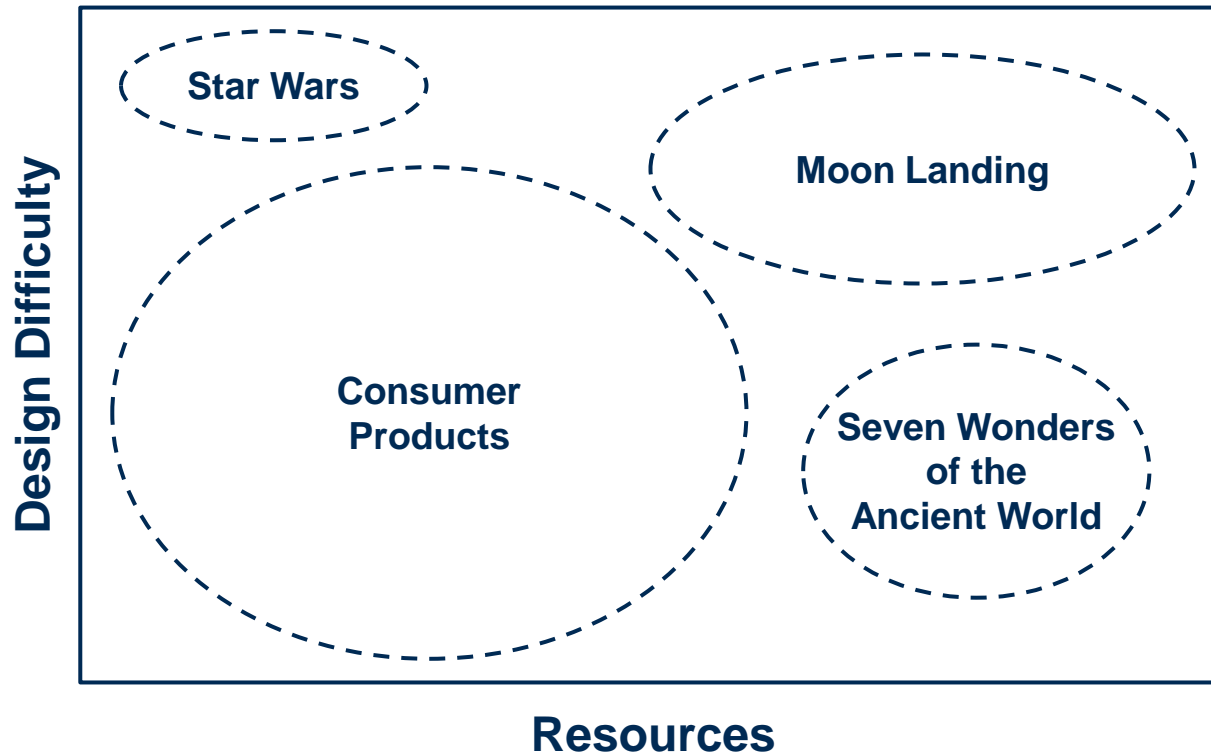 Star Wars
Moon Landing
Design Difficulty
Consumer
Products
Seven Wonders
of the
Ancient World
Resources